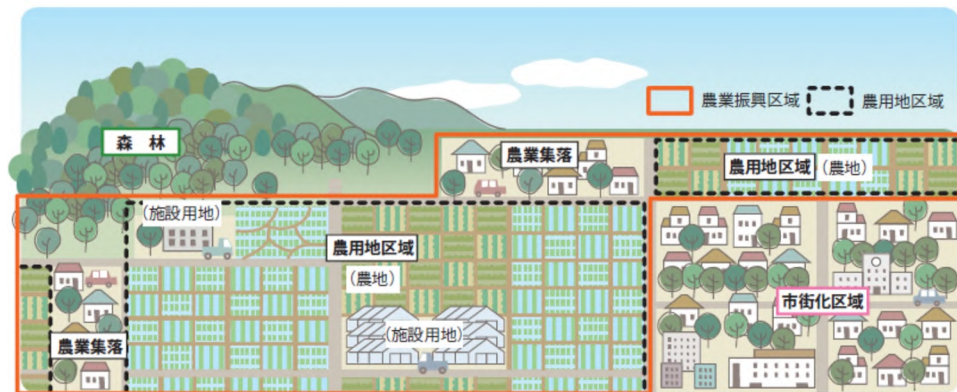 農業振興区域
農用地区域
森　林
農業集落
農用地区域
（農地）
（施設用地）
農用地区域
（農地）
市街化区域
（施設用地）
農業集落